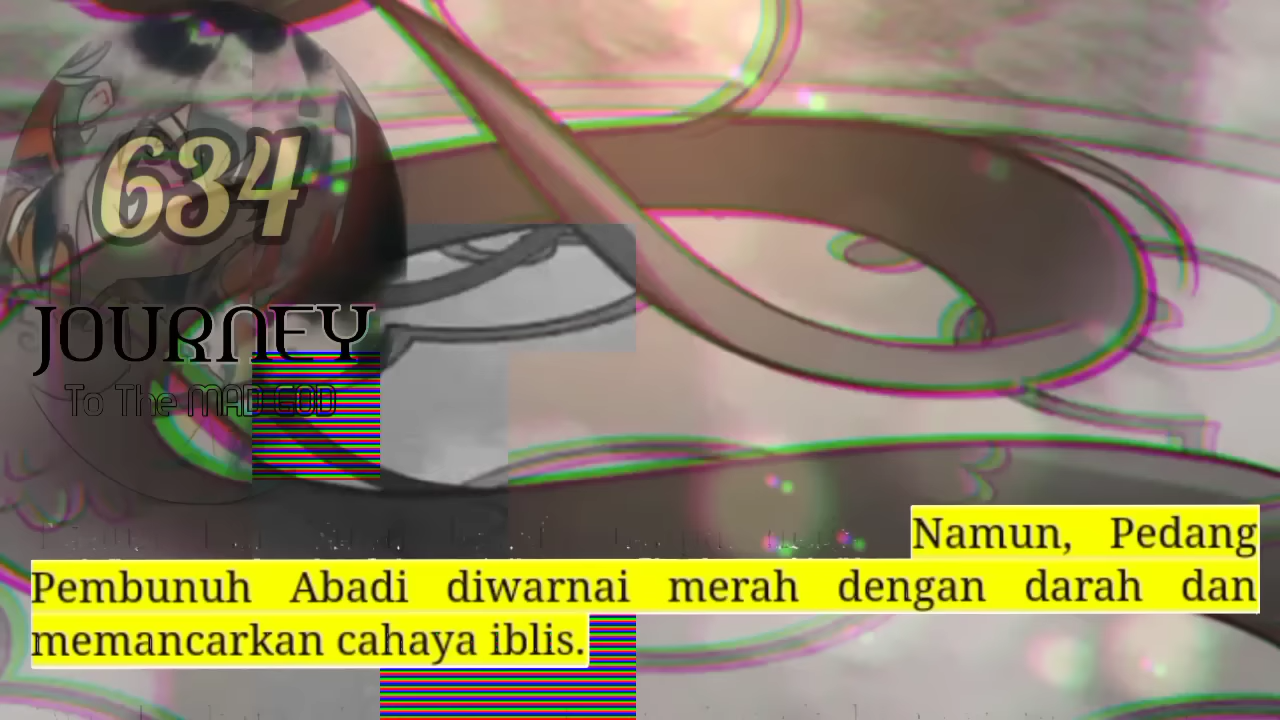 634
JOURNEY
To The MAD GOD
Namun, Pedang
Pembunuh Abadi diwarnai merah dengan darah dan
memancarkan cahaya iblis.